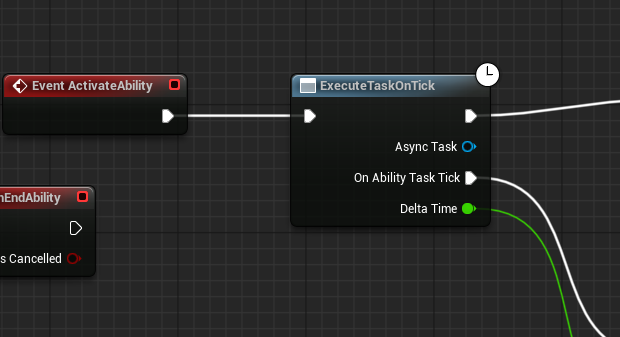 Event ActivateAbility
ExecuteTaskOnTick
Async Task
On Ability Task Tick
nEndAbility
Delta Time
s Cancelled